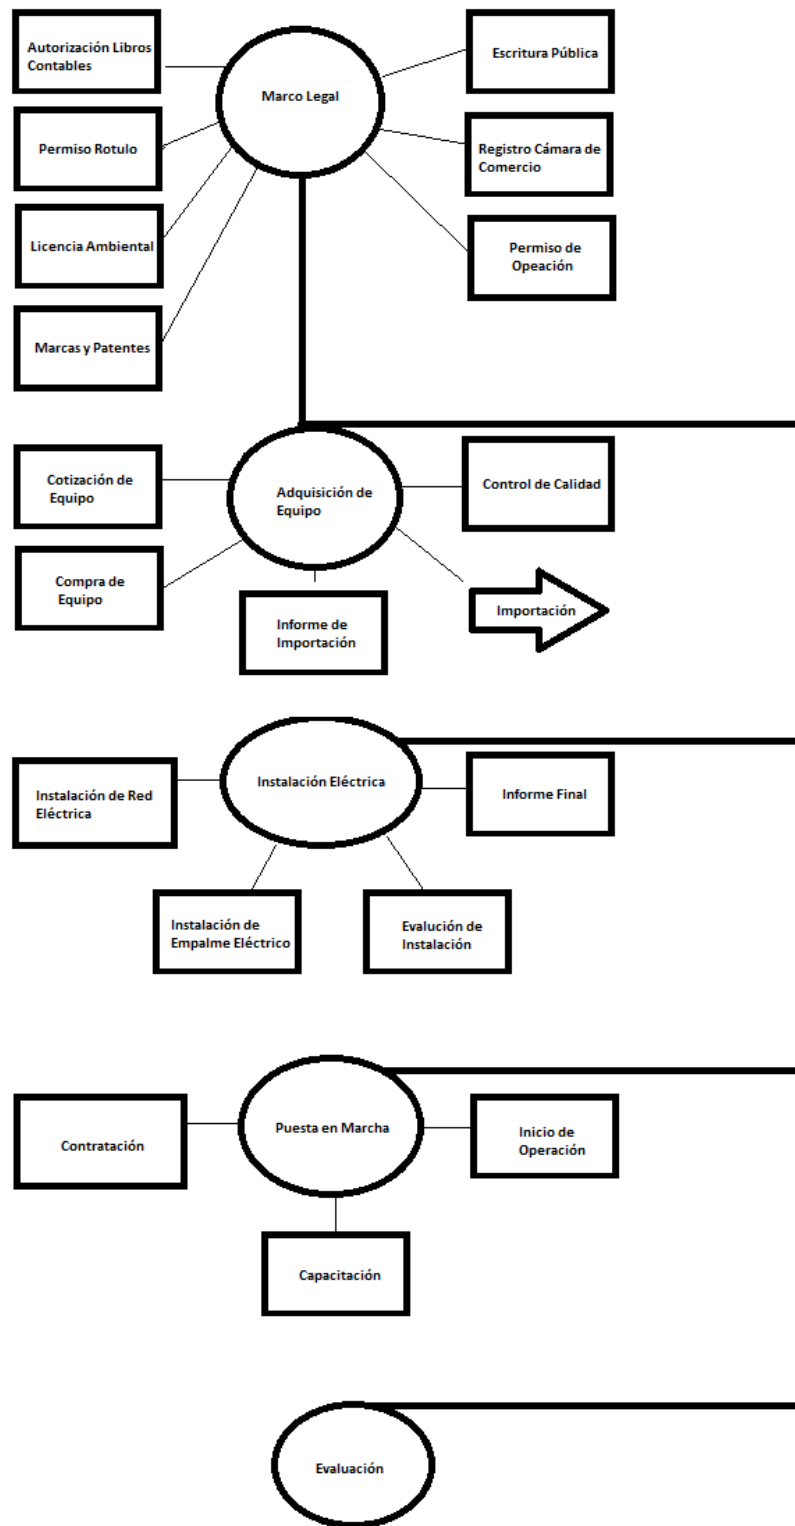 Autorización Libros
Contables
Marco Legal
Escritura Pública
Permiso Rotulo
Registro Cámara de
Comercio
Licencia Ambiental
Permiso de
Opeación
Marcas y Patentes
Cotización de
Equipo
Adquisición de
Equipo
Control de Calidad
Compra de
Equipo
Informe de
Importación
Importación
Instalación de Red
Eléctrica
Instalación Eléctrica
Informe Final
Instalación de
Empalme Eléctrico
Evalución de
Instalación
Contratación
Puesta en Marcha
Inicio de
Operación
Capacitación
Evaluación